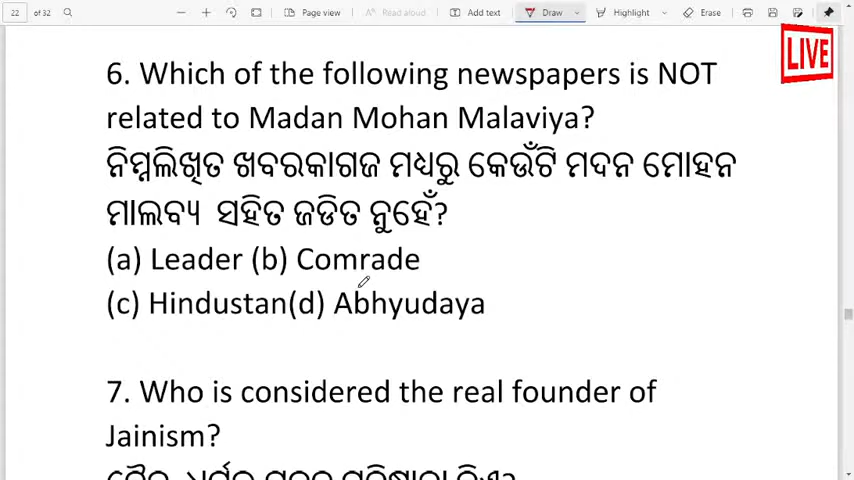 22 of 32 Page view Read aloud Add text Draw Highlight Erase
LIVE
6. Which of the following newspapers is NOT
related to Madan Mohan Malaviya?
ନିମ୍ନଲିଖିତ ଖବରକାଗଜ ମଧ୍ୟରୁ କେଉଁଟି ମଦନ ମୋହନ
ମାଲବ୍ୟ ସହିତ ଜଡିତ ନୁହେଁ?
(a) Leader (b) Comrade
(c) Hindustan(d) Abhyudaya
7. Who is considered the real founder of
Jainism?